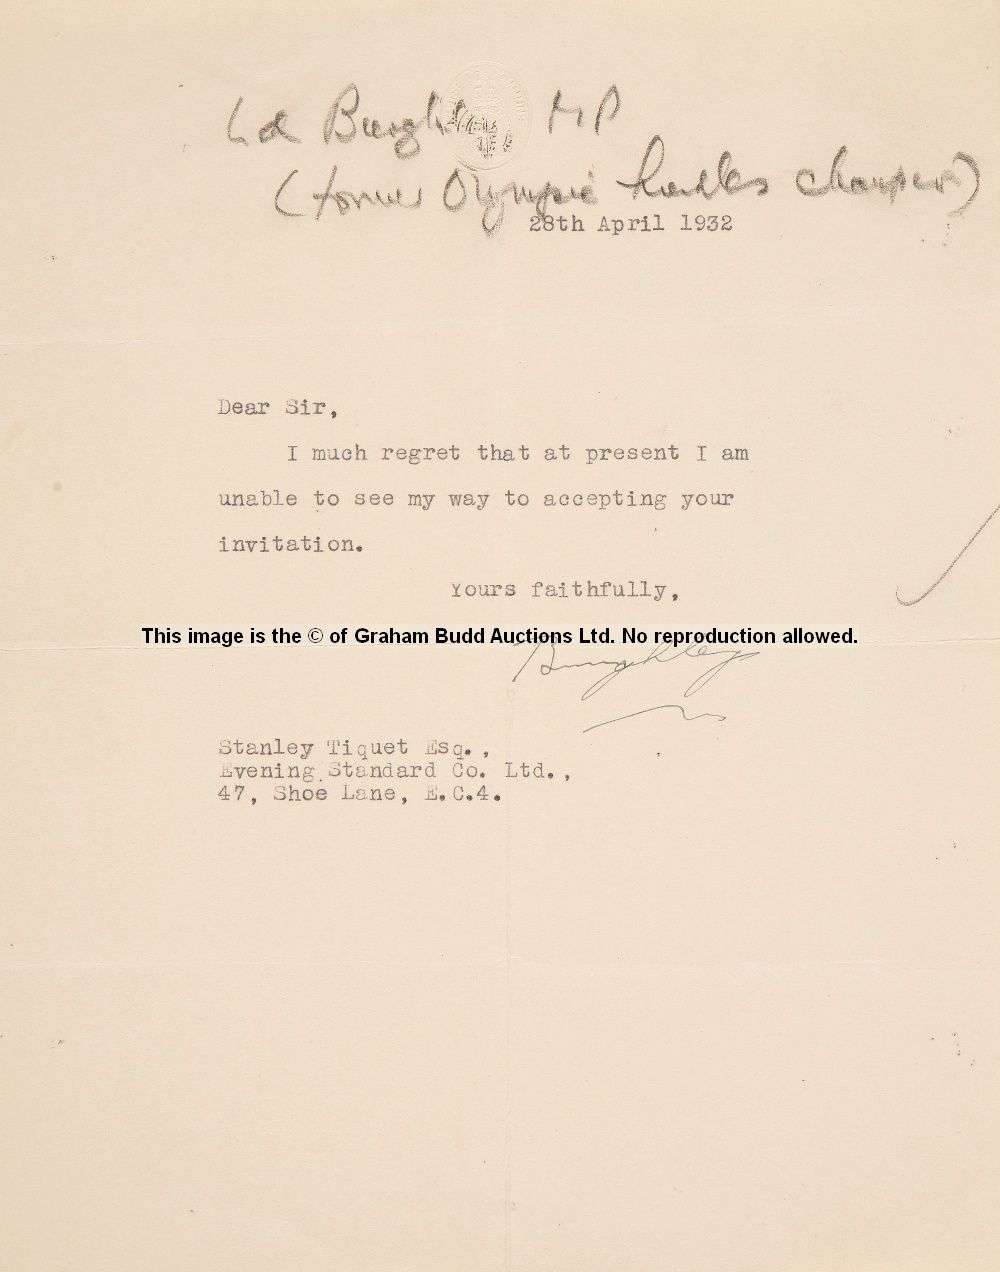 Ld Burghley MP
(former Olympic hurdles champion)
28th April 1932
Dear Sir,
I much regret that at present I am
unable to see my way to accepting your
invitation.
Yours faithfully,
This image is the © of Graham Budd Auctions Ltd. No reproduction allowed.
Burghley
Stanley Tiquet Esq.,
Evening Standard Co. Ltd.,
47, Shoe Lane, E.C.4.